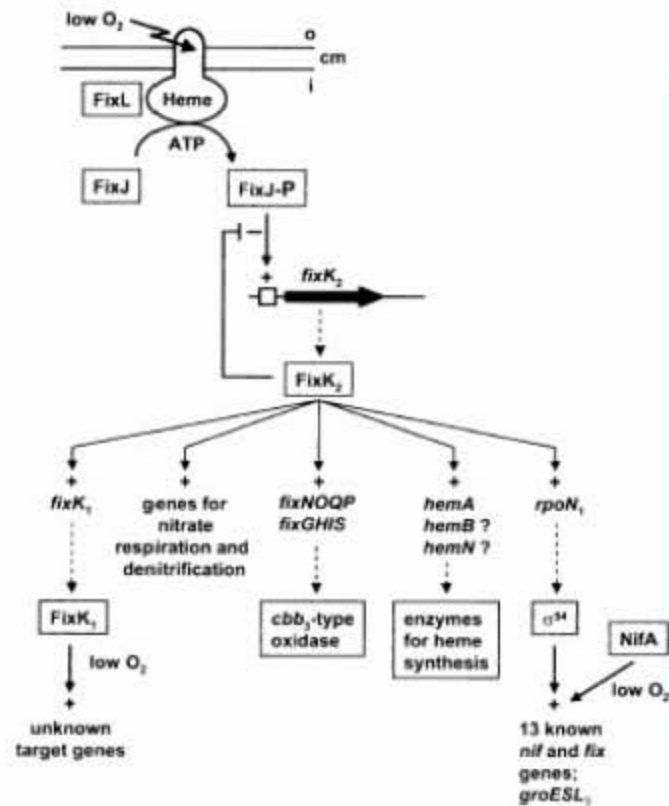 low O₂
o
cm
i
FixL
Heme
ATP
FixJ
FixJ-P
+
fixK₂
FixK₂
+ + + + +
fixK₁
genes for
nitrate
respiration and
denitrification
fixNOQP
fixGHIS
hemA
hemB ?
hemN ?
rpoN₁
FixK₁
cbb₃-type
oxidase
enzymes
for heme
synthesis
σ⁵⁴
NifA
low O₂
low O₂
+
+
unknown
target genes
13 known
nif and fix
genes;
groESL₃